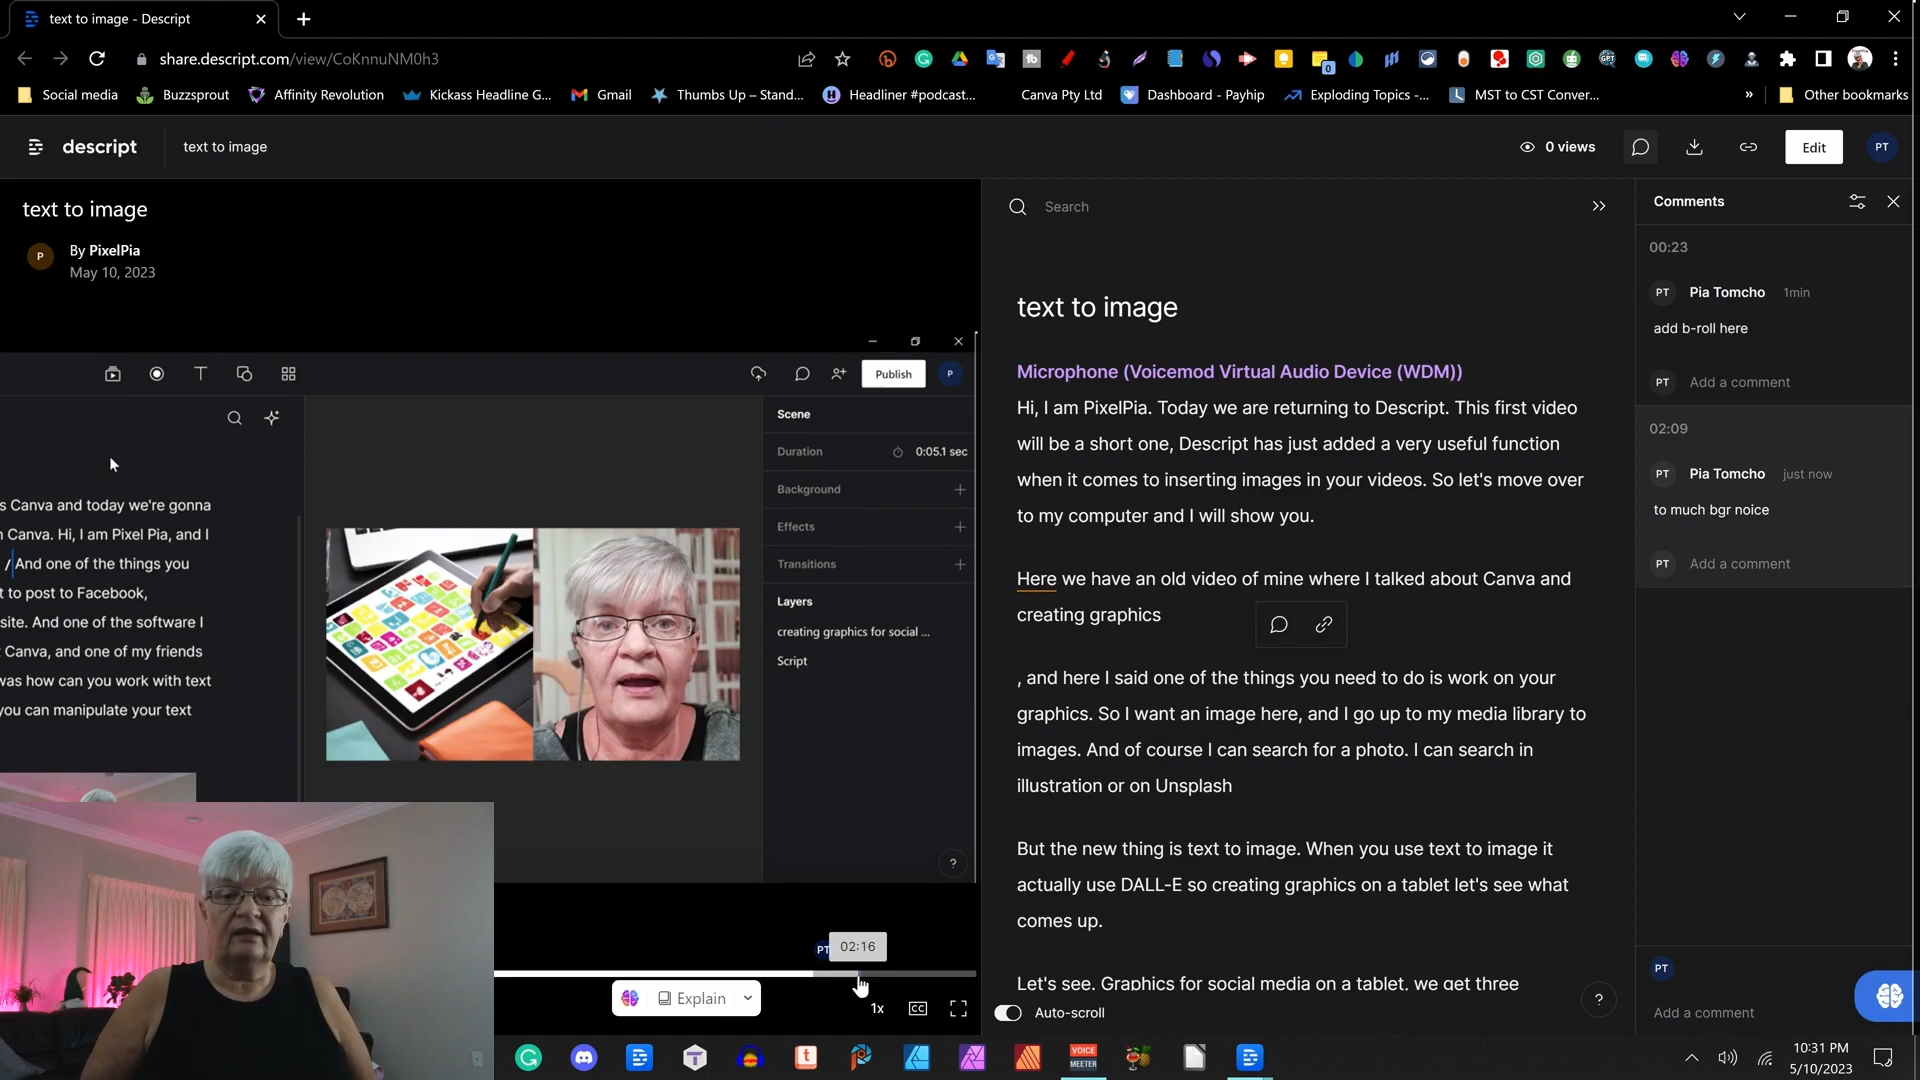 text to image - Descript
share.descript.com/view/CoKnnuNM0h3
Social media
Buzzsprout
Affinity Revolution
Kickass Headline G...
Gmail
Thumbs Up – Stand...
Headliner #podcast...
Canva Pty Ltd
Dashboard - Payhip
Exploding Topics -...
MST to CST Conver...
»
Other bookmarks
descript
text to image
0 views
Edit
PT
text to image
P
By PixelPia
May 10, 2023
Publish
P
s Canva and today we're gonna
n Canva. Hi, I am Pixel Pia, and I
/ And one of the things you
t to post to Facebook,
site. And one of the software I
t Canva, and one of my friends
was how can you work with text
you can manipulate your text
Scene
Duration
0:05.1 sec
Background
Effects
Transitions
Layers
creating graphics for social ...
Script
?
PT
02:16
Explain
1x
CC
Search
text to image
Microphone (Voicemod Virtual Audio Device (WDM))
Hi, I am PixelPia. Today we are returning to Descript. This first video
will be a short one, Descript has just added a very useful function
when it comes to inserting images in your videos. So let's move over
to my computer and I will show you.
Here we have an old video of mine where I talked about Canva and
creating graphics
, and here I said one of the things you need to do is work on your
graphics. So I want an image here, and I go up to my media library to
images. And of course I can search for a photo. I can search in
illustration or on Unsplash
But the new thing is text to image. When you use text to image it
actually use DALL-E so creating graphics on a tablet let's see what
comes up.
Let's see. Graphics for social media on a tablet. we get three
Auto-scroll
?
Comments
00:23
PT
Pia Tomcho
1min
add b-roll here
PT
Add a comment
02:09
PT
Pia Tomcho
just now
to much bgr noice
PT
Add a comment
PT
Add a comment
VOICE
MEETER
10:31 PM
5/10/2023